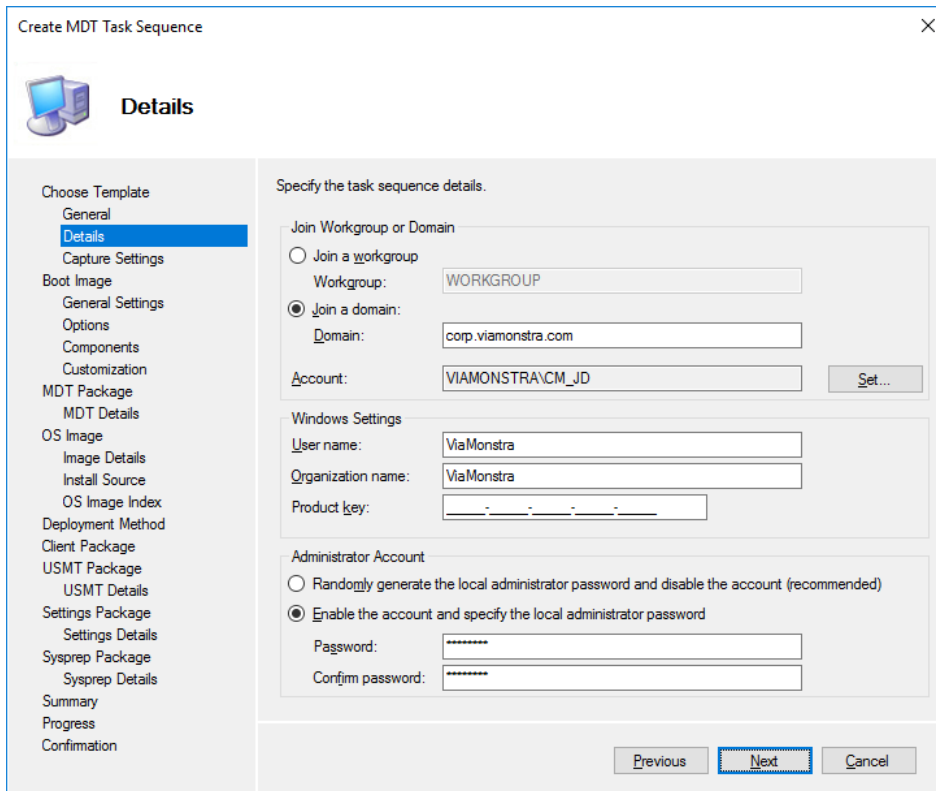 Create MDT Task Sequence
Details
Choose Template
General
Details
Capture Settings
Boot Image
General Settings
Options
Components
Customization
MDT Package
MDT Details
OS Image
Image Details
Install Source
OS Image Index
Deployment Method
Client Package
USMT Package
USMT Details
Settings Package
Settings Details
Sysprep Package
Sysprep Details
Summary
Progress
Confirmation
Specify the task sequence details.
Join Workgroup or Domain
Join a workgroup
Workgroup: WORKGROUP
Join a domain:
Domain: corp.viamonstra.com
Account: VIAMONSTRA\CM_JD Set...
Windows Settings
User name: ViaMonstra
Organization name: ViaMonstra
Product key: _____-_____-_____-_____-_____
Administrator Account
Randomly generate the local administrator password and disable the account (recommended)
Enable the account and specify the local administrator password
Password: ********
Confirm password: ********
Previous Next Cancel